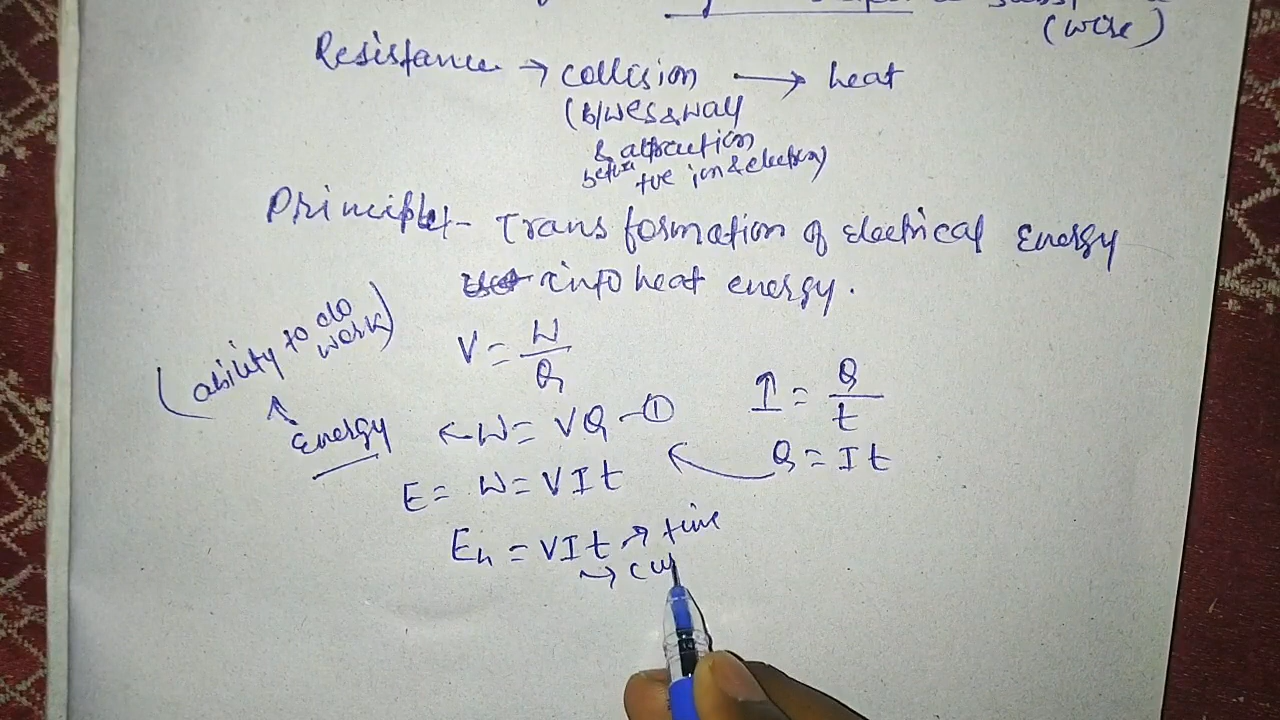 (wire)
Resistance → collision → heat
(b/w es & wall
& attraction
+ve ion & electron)
Principle:- Transformation of electrical Energy
into heat energy.
(ability to do work)
V = W/Q
I = Q/t
Energy ← W = VQ -①
Q = It
E = W = VIt
Eh = VIt → time
→ cu